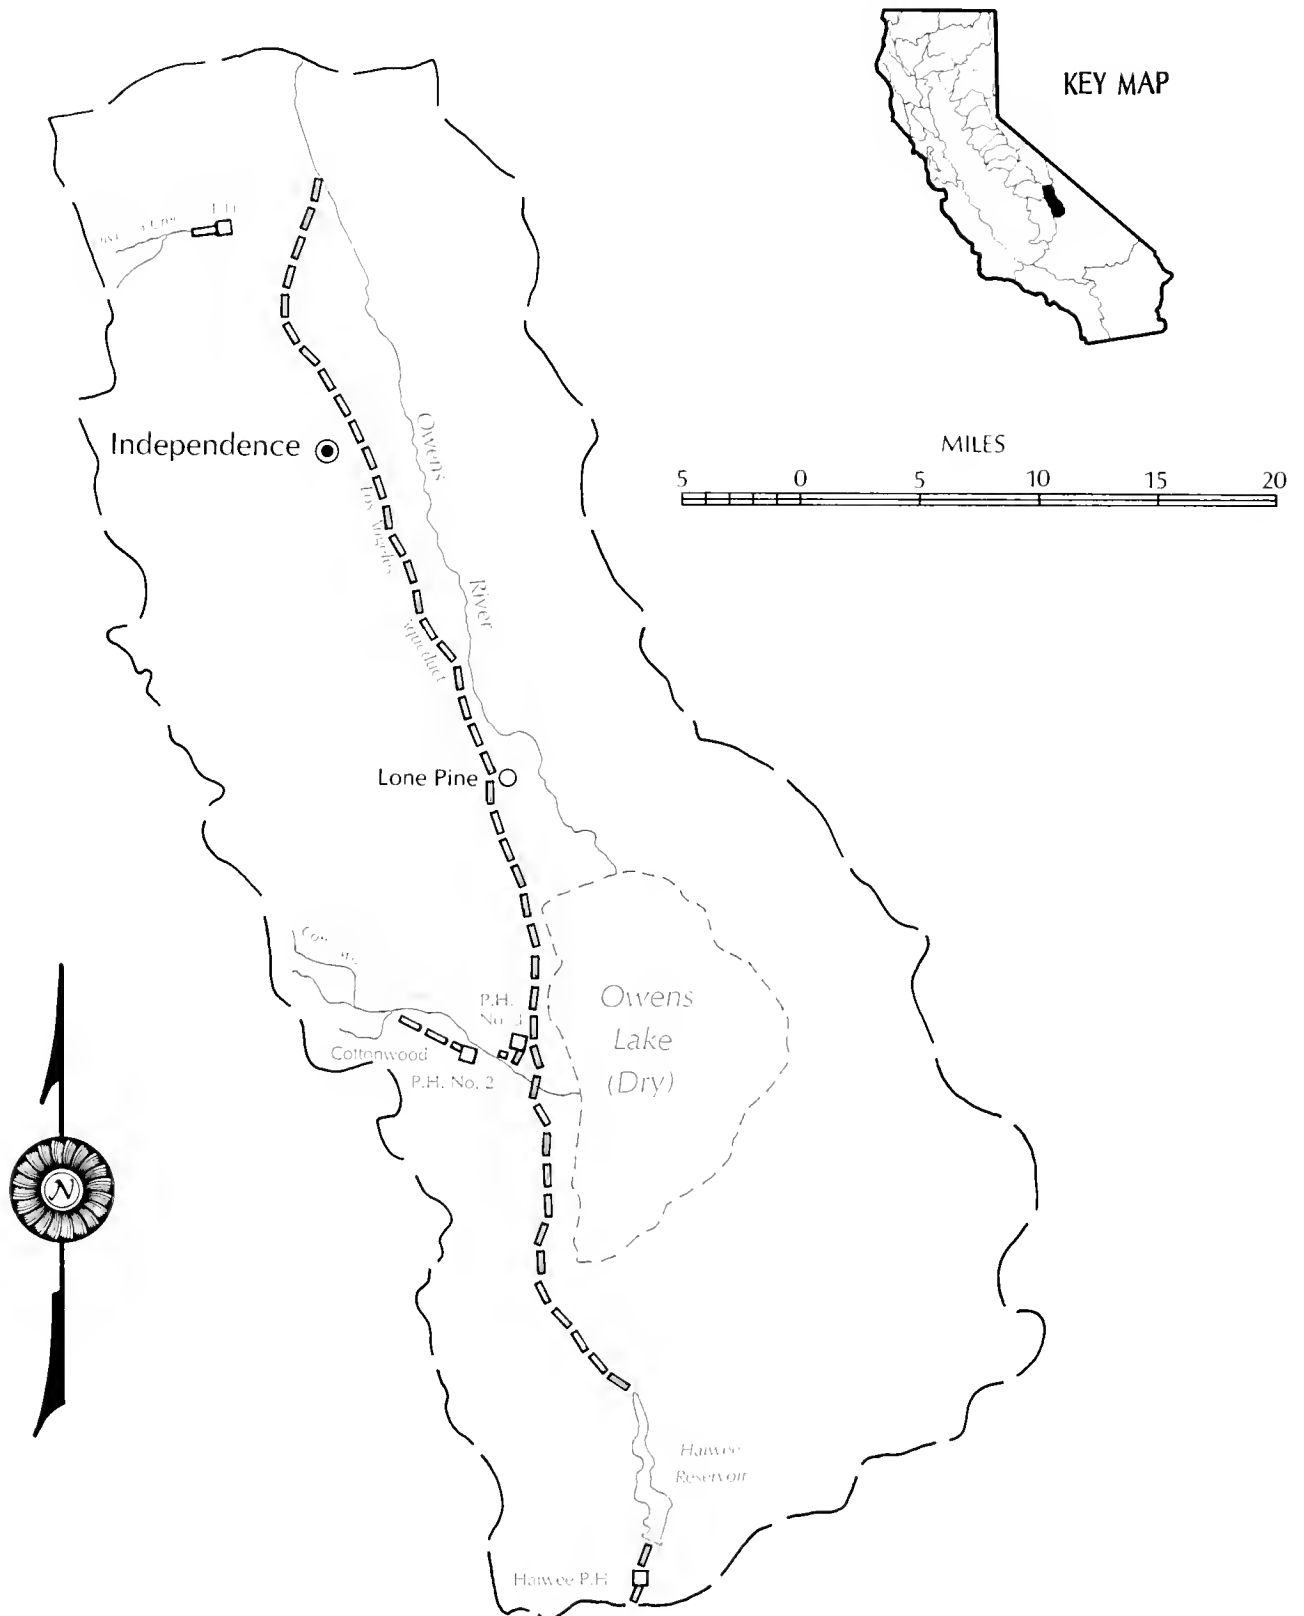 KEY MAP
P.H.
Independence
MILES
5 0 5 10 15 20
Owens
River
Los Angeles
Aqueduct
Lone Pine
Owens
Lake
(Dry)
P.H.
No.
Cottonwood
P.H. No. 2
N
Haiwee
Reservoir
Haiwee P.H.